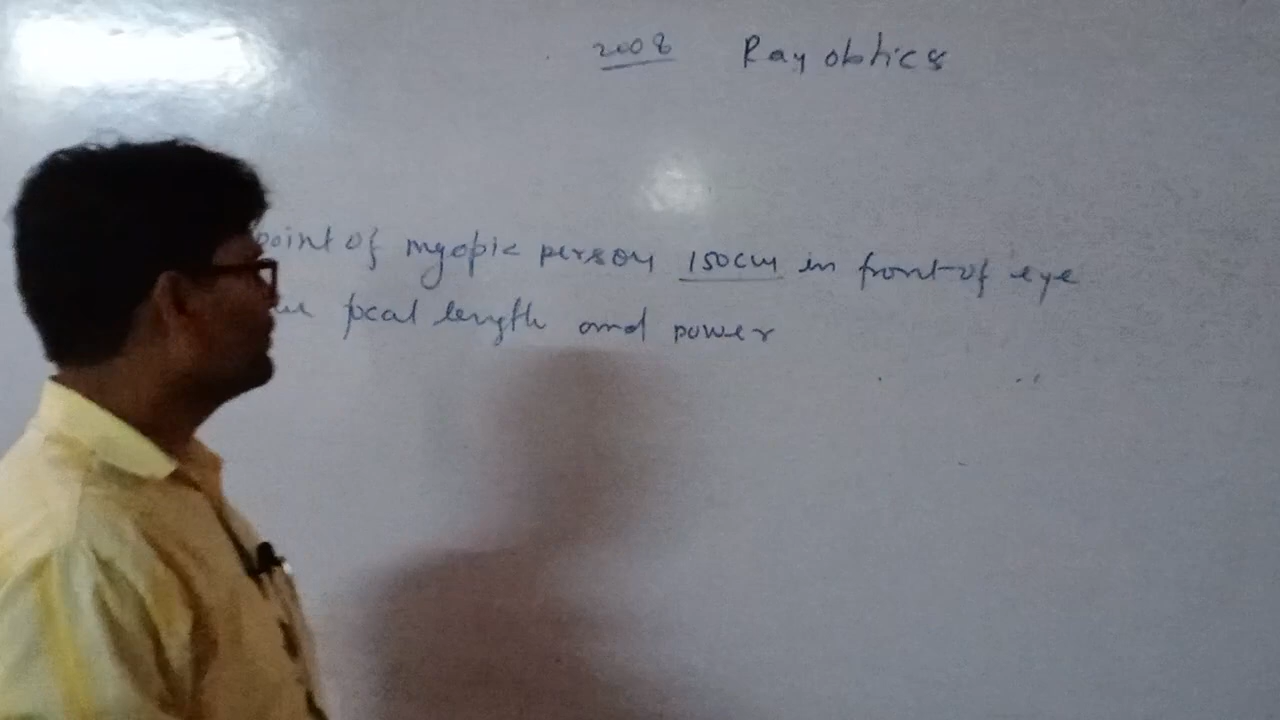 2008 Ray optics
point of myopic person 150cm in front of eye
focal length and power